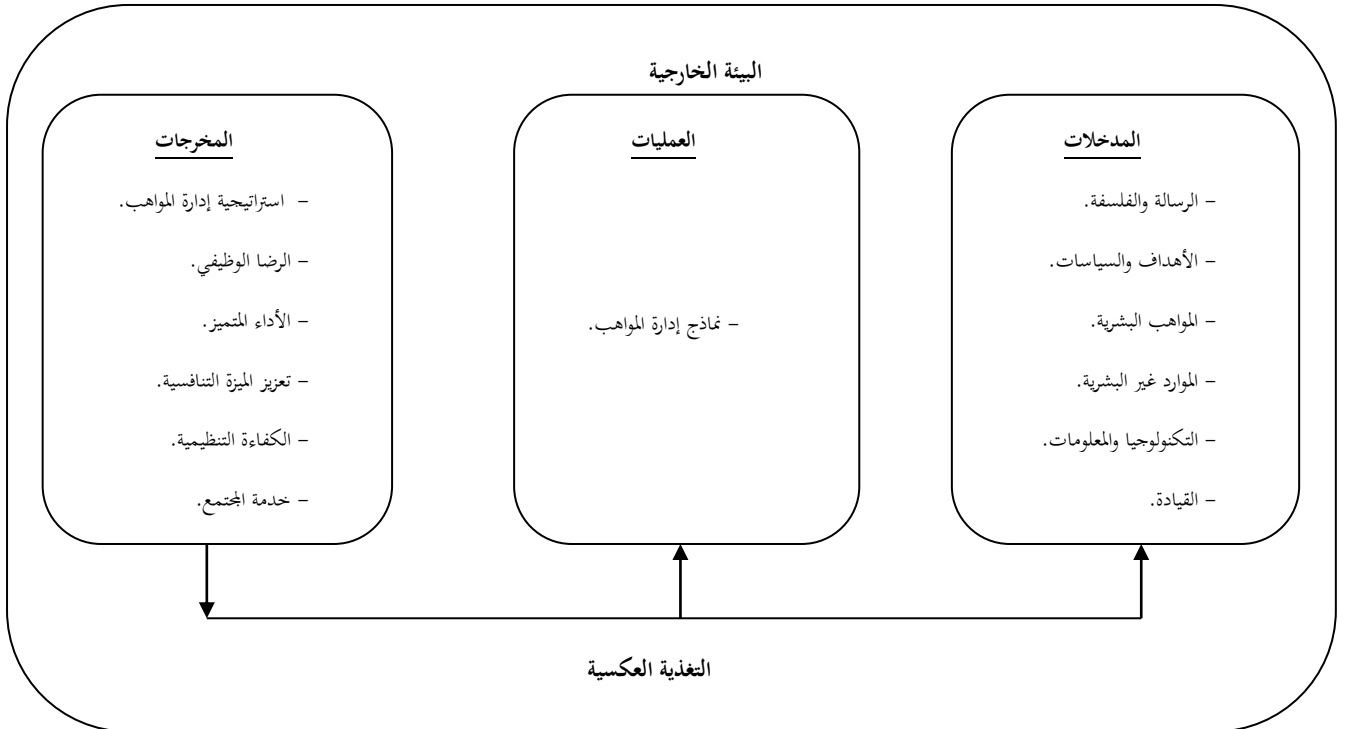 البيئة الخارجية
المدخلات
– الرسالة والفلسفة.
– الأهداف والسياسات.
– المواهب البشرية.
– الموارد غير البشرية.
– التكنولوجيا والمعلومات.
– القيادة.
العمليات
– نماذج إدارة المواهب.
المخرجات
– استراتيجية إدارة المواهب.
– الرضا الوظيفي.
– الأداء المتميز.
– تعزيز الميزة التنافسية.
– الكفاءة التنظيمية.
– خدمة المجتمع.
التغذية العكسية